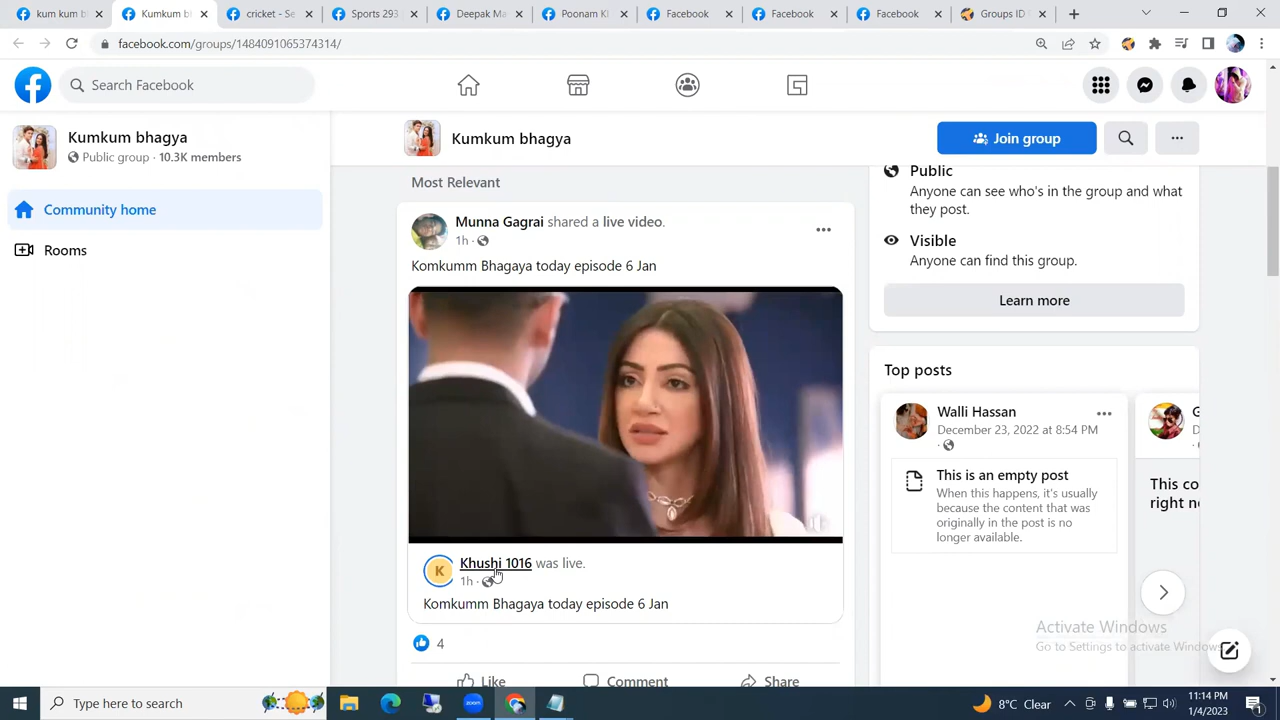 kum kum bh
Kumkum b
cricket - Se
Sports 293
Deepak Ma
Poonam K
Facebook
Facebook
Facebook
Groups ID
facebook.com/groups/1484091065374314/
Search Facebook
Kumkum bhagya
Public group · 10.3K members
Community home
Rooms
Kumkum bhagya
Join group
Most Relevant
Munna Gagrai shared a live video.
1h ·
Komkumm Bhagaya today episode 6 Jan
Khushi 1016 was live.
1h ·
Komkumm Bhagaya today episode 6 Jan
4
Like
Comment
Share
Public
Anyone can see who's in the group and what
they post.
Visible
Anyone can find this group.
Learn more
Top posts
Walli Hassan
December 23, 2022 at 8:54 PM
·
This is an empty post
When this happens, it's usually
because the content that was
originally in the post is no
longer available.
G
D
·
This co
right n
Activate Windows
Go to Settings to activate Windows
Type here to search
8°C Clear
11:14 PM
1/4/2023